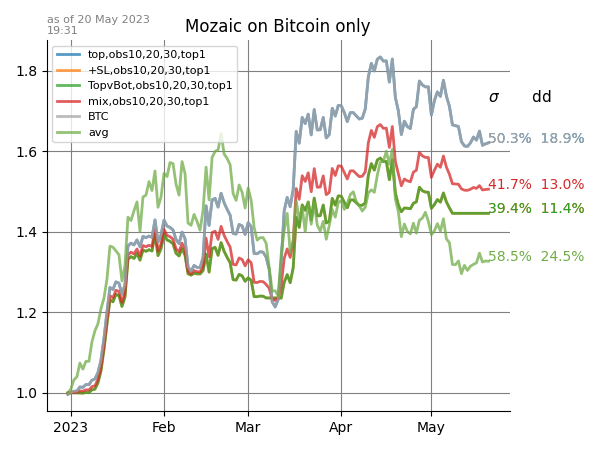 as of 20 May 2023
19:31
Mozaic on Bitcoin only
top,obs10,20,30,top1
+SL,obs10,20,30,top1
TopvBot,obs10,20,30,top1
mix,obs10,20,30,top1
BTC
avg
σ dd
50.3% 18.9%
41.7% 13.0%
39.4% 11.4%
58.5% 24.5%
1.8
1.6
1.4
1.2
1.0
2023 Feb Mar Apr May